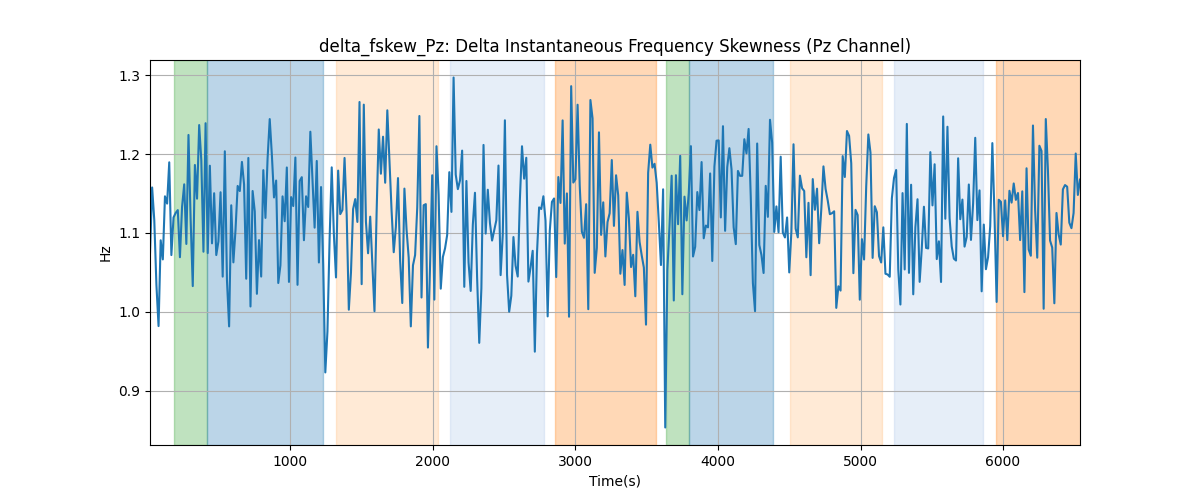 delta_fskew_Pz: Delta Instantaneous Frequency Skewness (Pz Channel)
1.3
1.2
1.1
1.0
0.9
Hz
1000 2000 3000 4000 5000 6000
Time(s)